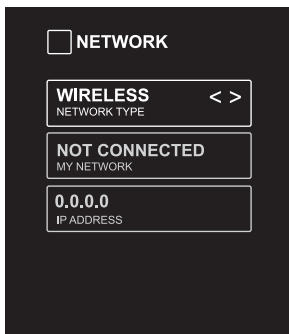 NETWORK
WIRELESS < >
NETWORK TYPE
NOT CONNECTED
MY NETWORK
0.0.0.0
IP ADDRESS